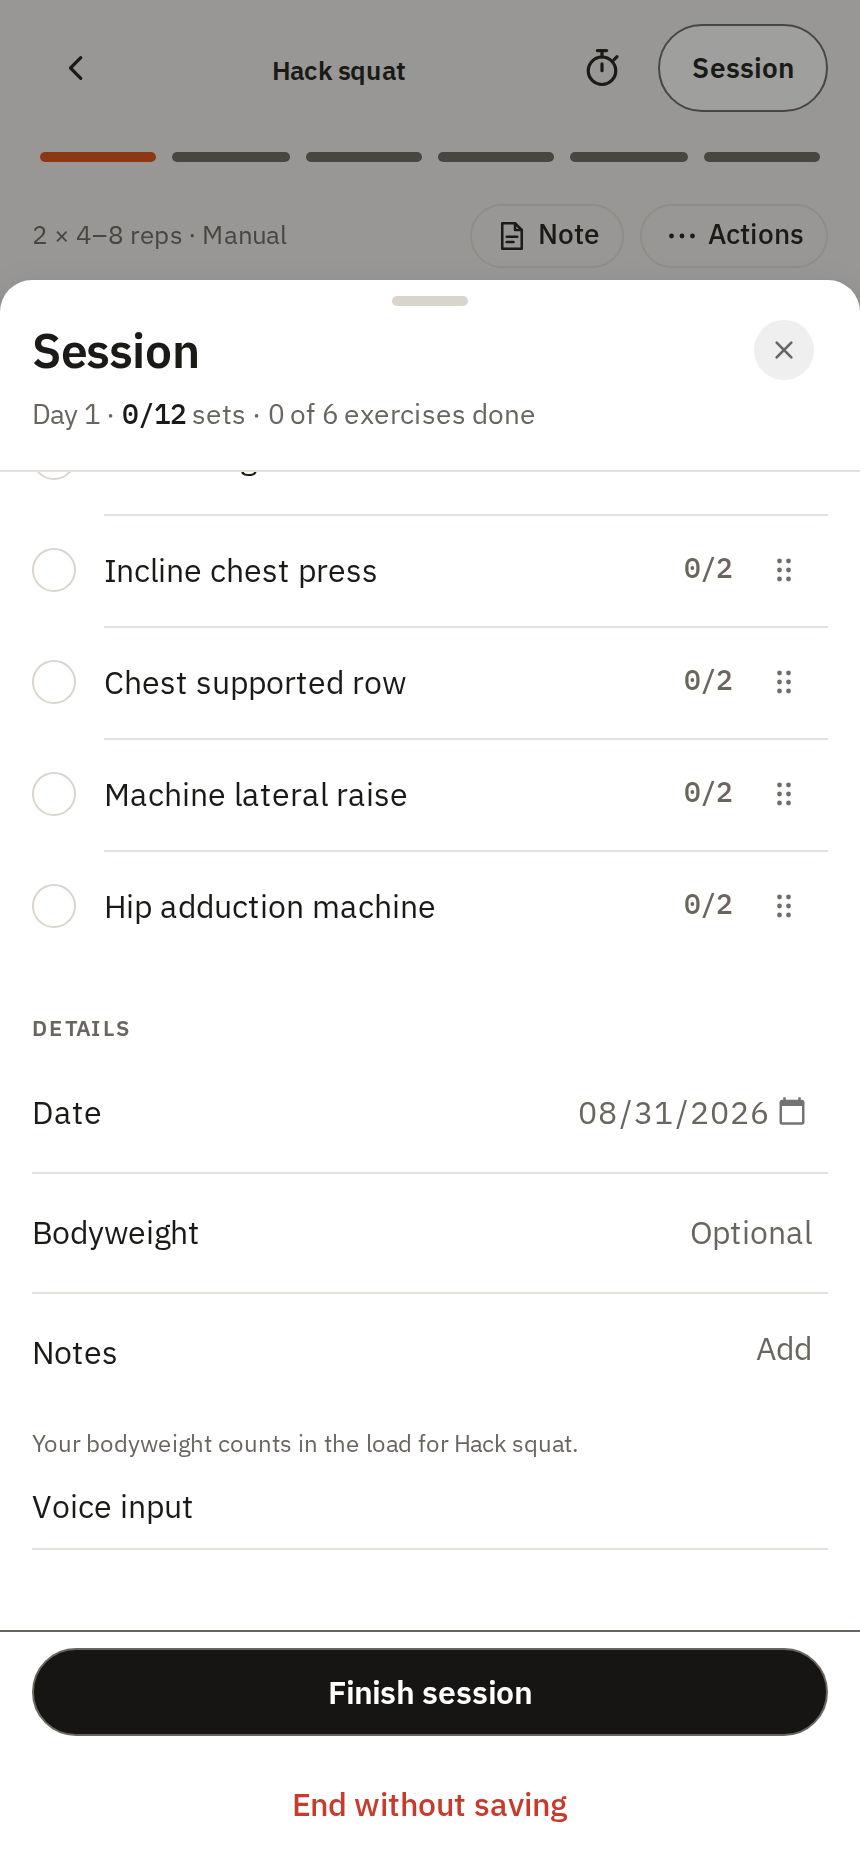 Hack squat
Session
2 × 4–8 reps · Manual
Note
Actions
Session
Day 1 · 0/12 sets · 0 of 6 exercises done
Incline chest press 0/2
Chest supported row 0/2
Machine lateral raise 0/2
Hip adduction machine 0/2
DETAILS
Date 08/31/2026
Bodyweight Optional
Notes Add
Your bodyweight counts in the load for Hack squat.
Voice input
Finish session
End without saving